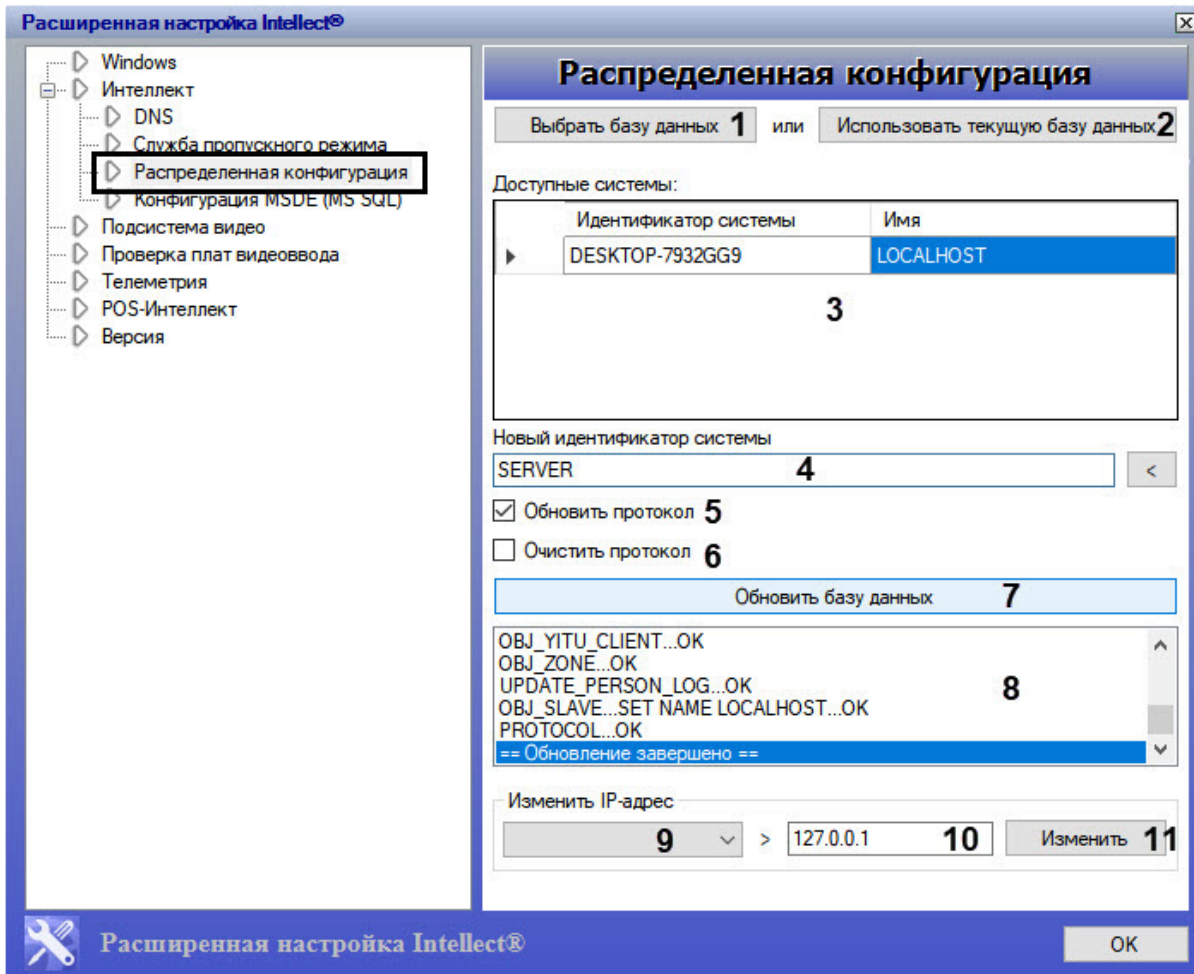 Расширенная настройка Intellect®
Windows
Интеллект
DNS
Служба пропускного режима
Распределенная конфигурация
Конфигурация MSDE (MS SQL)
Подсистема видео
Проверка плат видеоввода
Телеметрия
POS-Интеллект
Версия
Распределенная конфигурация
Выбрать базу данных 1 или Использовать текущую базу данных 2
Доступные системы:
Идентификатор системы Имя
DESKTOP-7932GG9 LOCALHOST
3
Новый идентификатор системы
SERVER 4 <
Обновить протокол 5
Очистить протокол 6
Обновить базу данных 7
OBJ_YITU_CLIENT...OK
OBJ_ZONE...OK
UPDATE_PERSON_LOG...OK
8
OBJ_SLAVE...SET NAME LOCALHOST...OK
PROTOCOL...OK
== Обновление завершено ==
Изменить IP-адрес
9 > 127.0.0.1 10 Изменить 11
Расширенная настройка Intellect®
OK